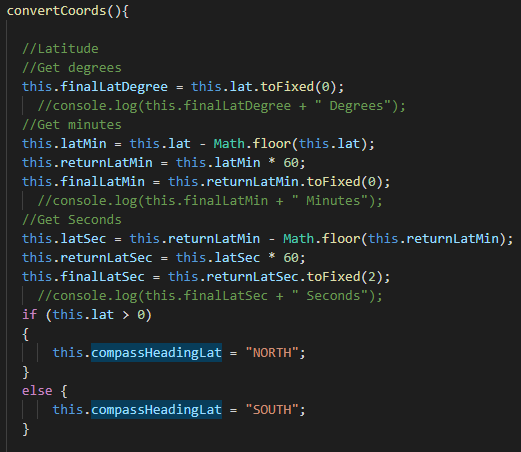 convertCoords(){
//Latitude
//Get degrees
this.finalLatDegree = this.lat.toFixed(0);
//console.log(this.finalLatDegree + " Degrees");
//Get minutes
this.latMin = this.lat - Math.floor(this.lat);
this.returnLatMin = this.latMin * 60;
this.finalLatMin = this.returnLatMin.toFixed(0);
//console.log(this.finalLatMin + " Minutes");
//Get Seconds
this.latSec = this.returnLatMin - Math.floor(this.returnLatMin);
this.returnLatSec = this.latSec * 60;
this.finalLatSec = this.returnLatSec.toFixed(2);
//console.log(this.finalLatSec + " Seconds");
if (this.lat > 0)
{
this.compassHeadingLat = "NORTH";
}
else {
this.compassHeadingLat = "SOUTH";
}